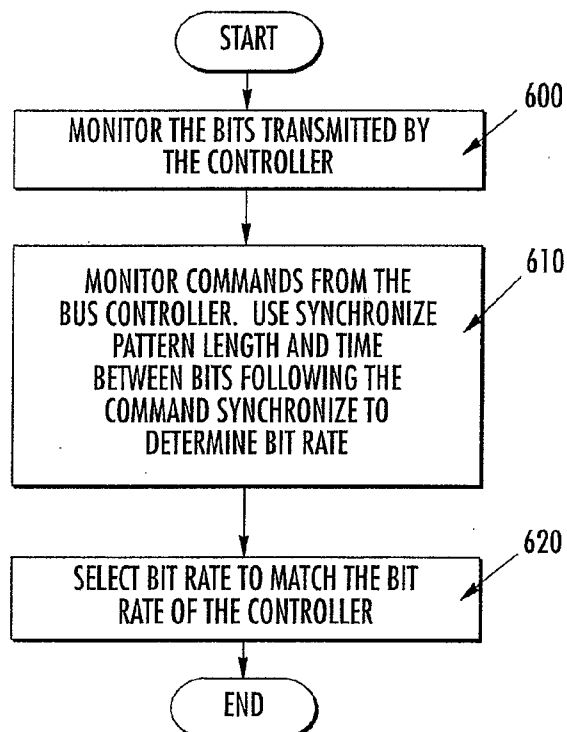 START
600
MONITOR THE BITS TRANSMITTED BY
THE CONTROLLER
610
MONITOR COMMANDS FROM THE
BUS CONTROLLER. USE SYNCHRONIZE
PATTERN LENGTH AND TIME
BETWEEN BITS FOLLOWING THE
COMMAND SYNCHRONIZE TO
DETERMINE BIT RATE
620
SELECT BIT RATE TO MATCH THE BIT
RATE OF THE CONTROLLER
END